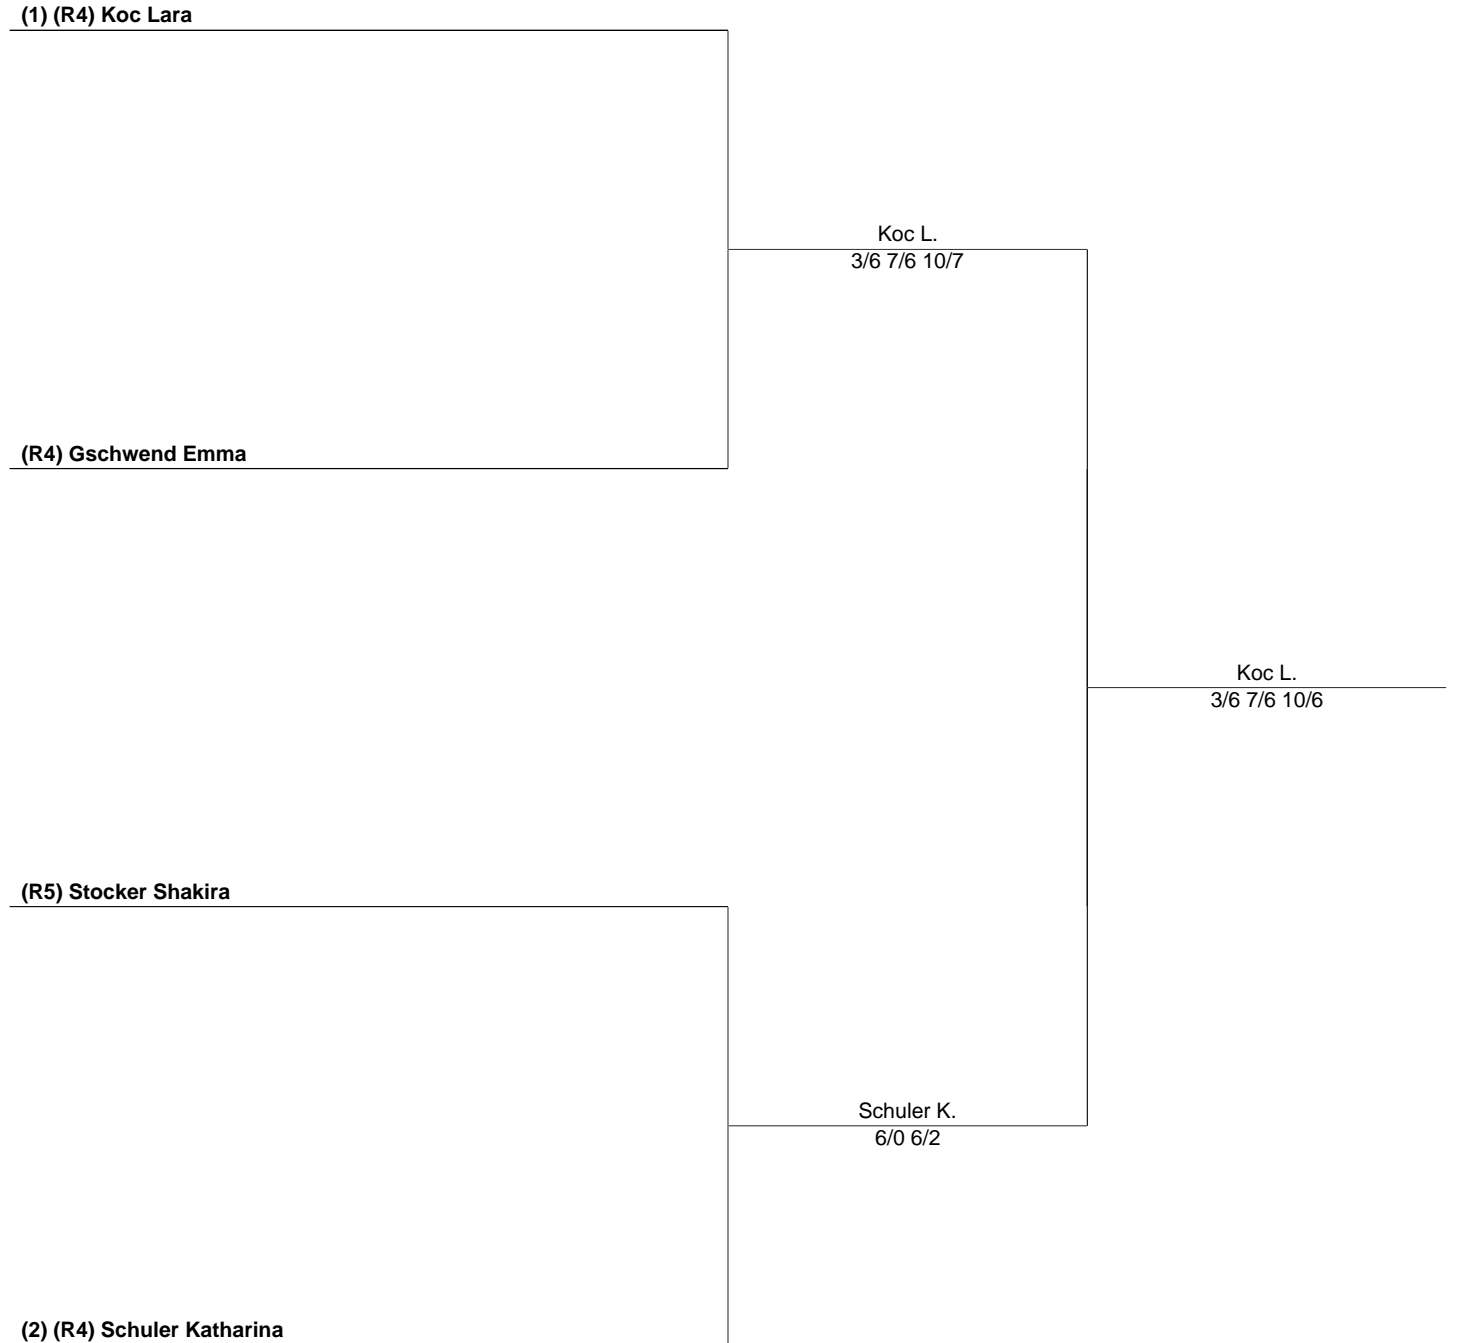 (1) (R4) Koc Lara
Koc L.
3/6 7/6 10/7
(R4) Gschwend Emma
Koc L.
3/6 7/6 10/6
(R5) Stocker Shakira
Schuler K.
6/0 6/2
(2) (R4) Schuler Katharina